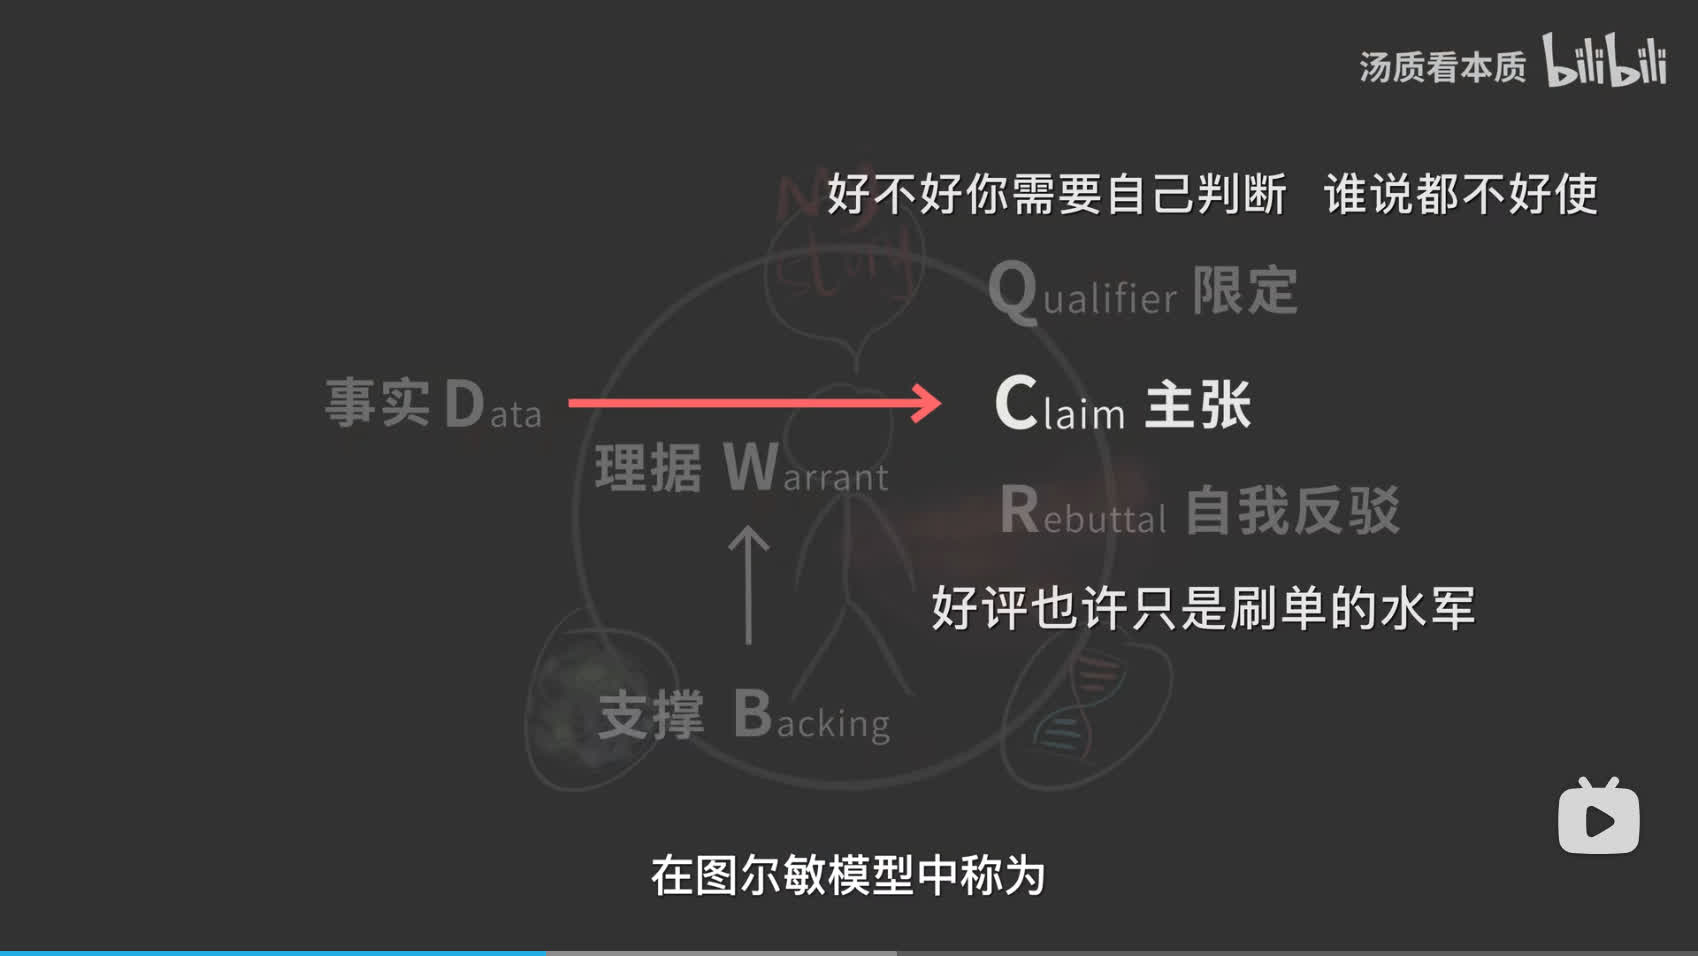 汤质看本质 bilibili
My
story
好不好你需要自己判断 谁说都不好使
Qualifier 限定
事实 Data
Claim 主张
理据 Warrant
Rebuttal 自我反驳
好评也许只是刷单的水军
支撑 Backing
在图尔敏模型中称为